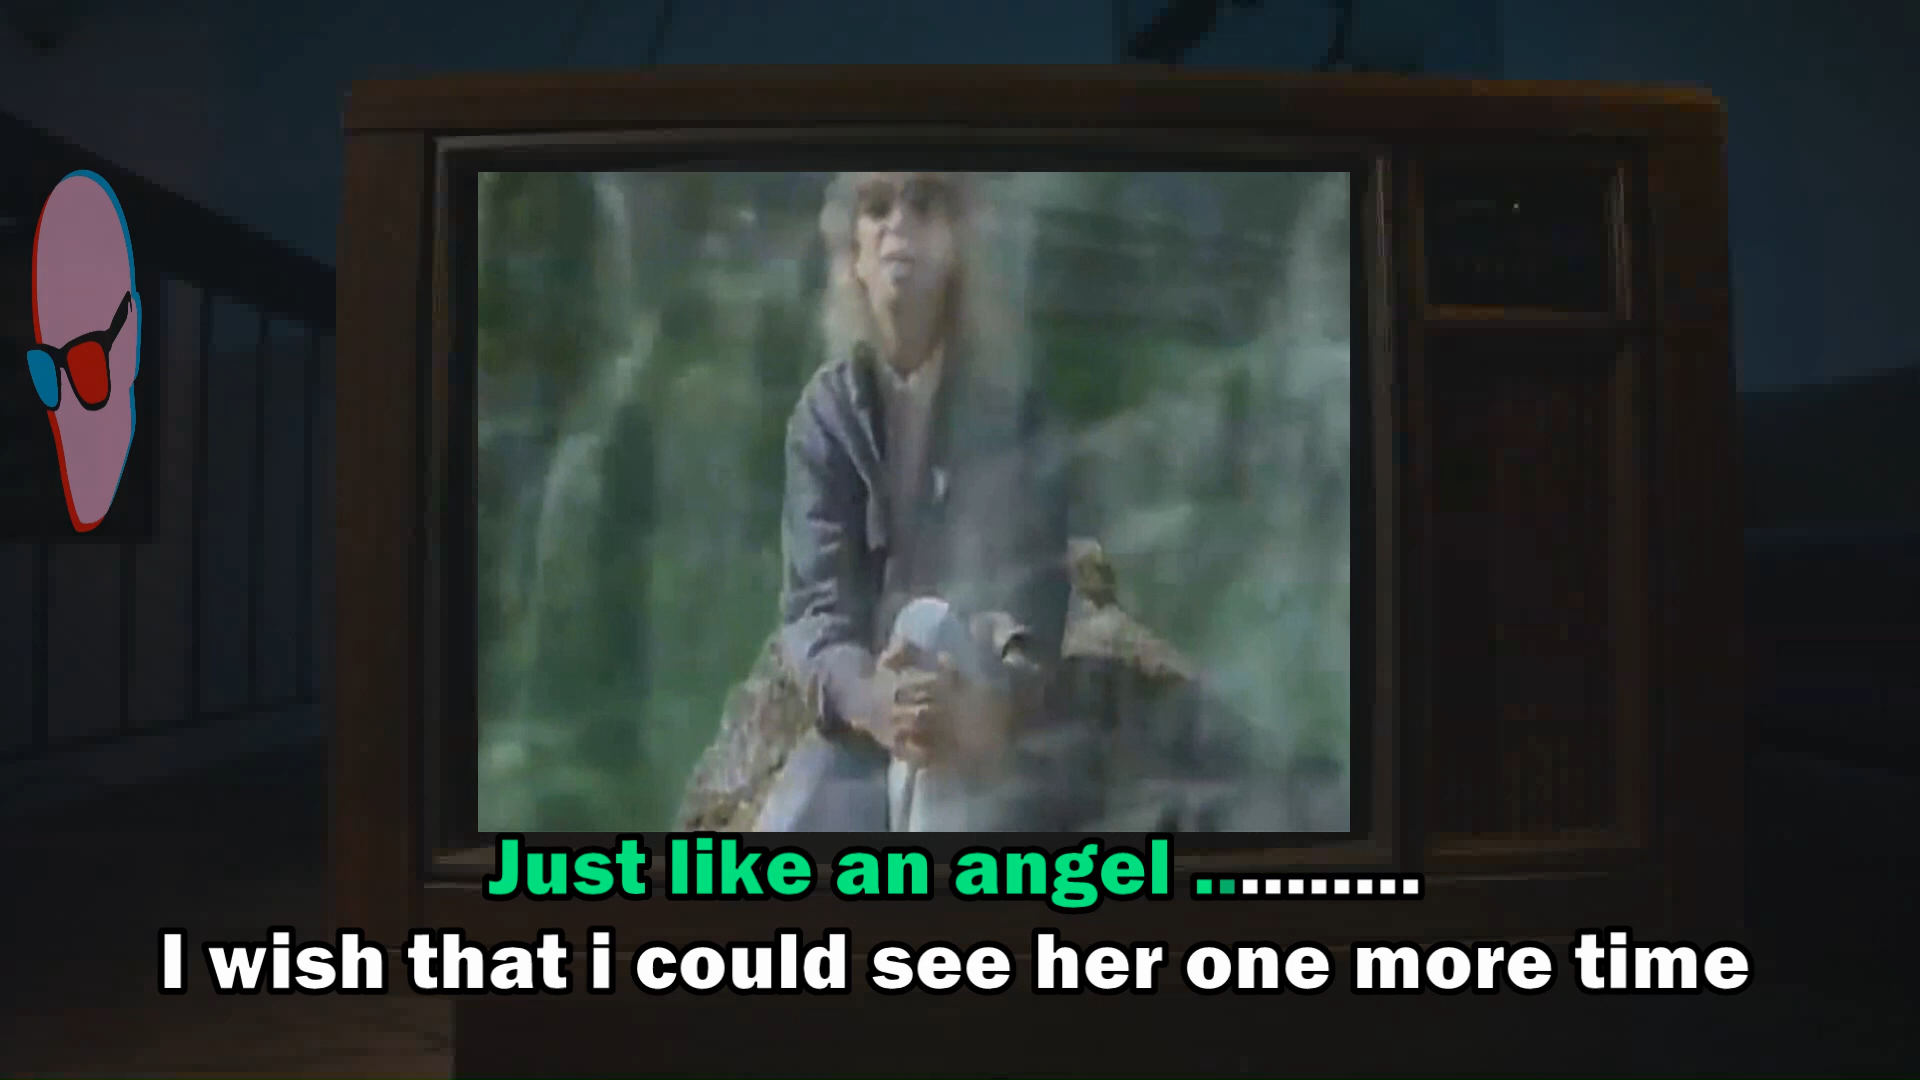 Just like an angel ..........
I wish that i could see her one more time